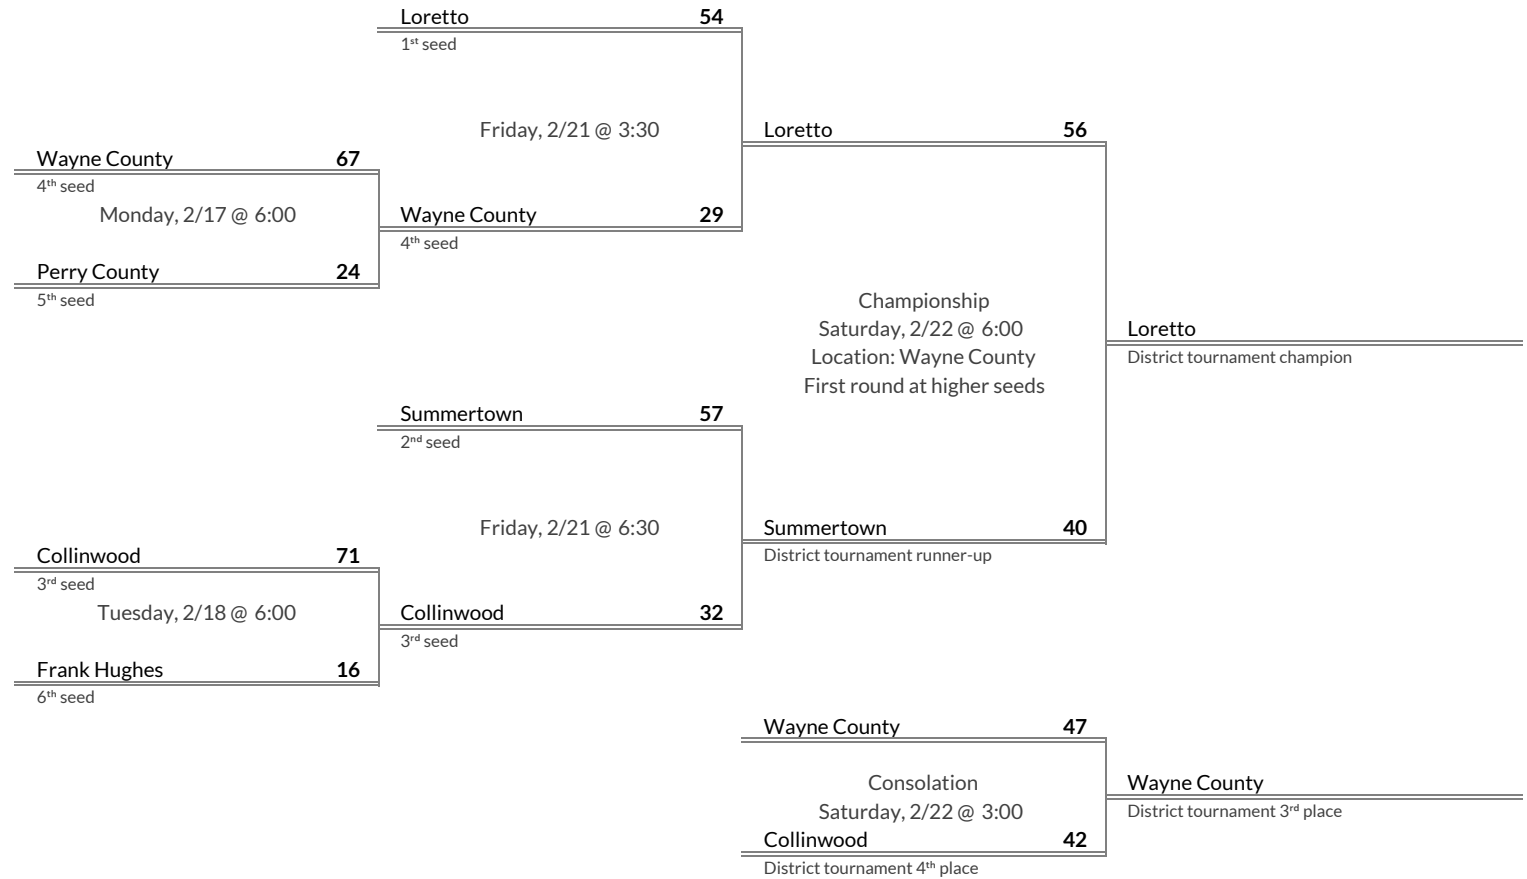 Loretto 54
1st seed
Friday, 2/21 @ 3:30
Wayne County 67
4th seed
Monday, 2/17 @ 6:00
Perry County 24
5th seed
Wayne County 29
4th seed
Loretto 56
Championship
Saturday, 2/22 @ 6:00
Location: Wayne County
First round at higher seeds
Loretto
District tournament champion
Summertown 57
2nd seed
Friday, 2/21 @ 6:30
Collinwood 71
3rd seed
Tuesday, 2/18 @ 6:00
Frank Hughes 16
6th seed
Collinwood 32
3rd seed
Summertown 40
District tournament runner-up
Wayne County 47
Consolation
Saturday, 2/22 @ 3:00
Collinwood 42
District tournament 4th place
Wayne County
District tournament 3rd place